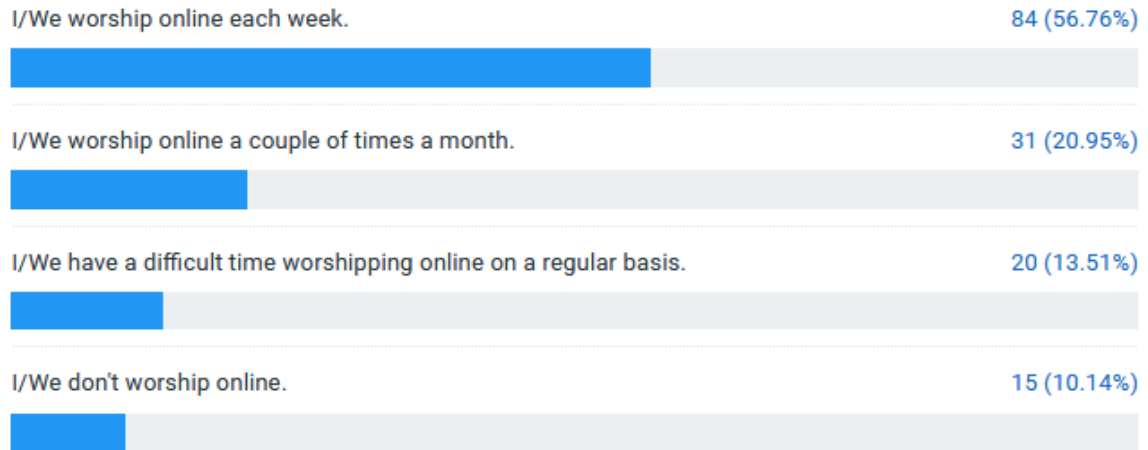 I/We worship online each week.
84 (56.76%)
I/We worship online a couple of times a month.
31 (20.95%)
I/We have a difficult time worshipping online on a regular basis.
20 (13.51%)
I/We don't worship online.
15 (10.14%)